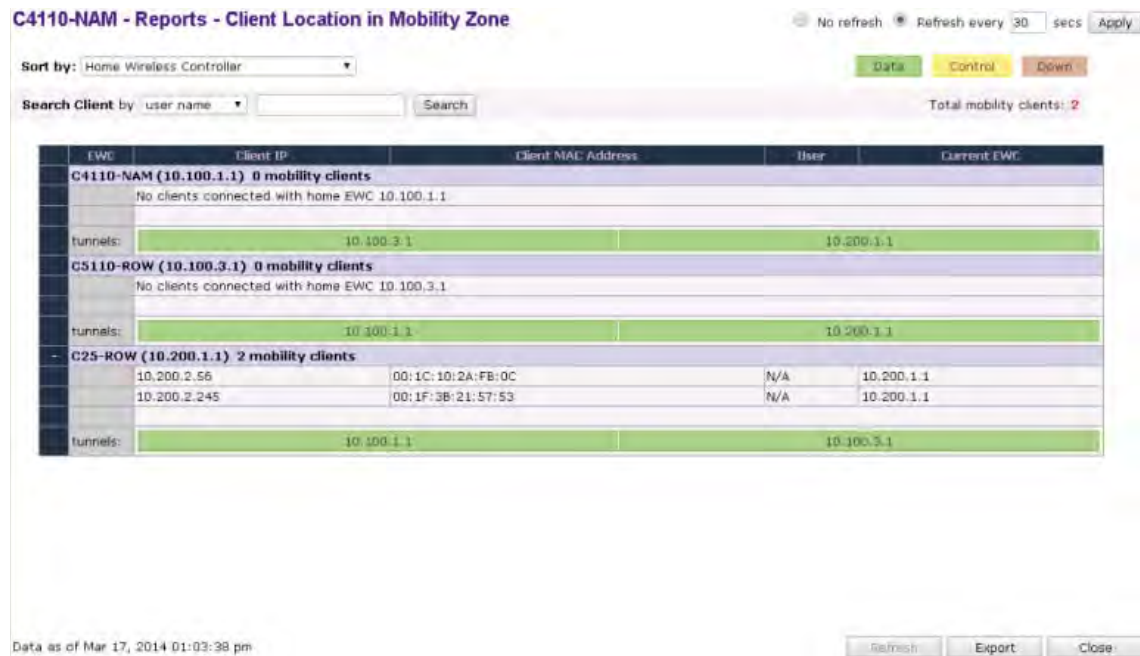 C4110-NAM - Reports - Client Location in Mobility Zone
No refresh Refresh every 30 secs Apply
Sort by: Home Wireless Controller
Data Control Down
Search Client by user name Search
Total mobility clients: 2
EWC Client IP Client MAC Address User Current EWC
C4110-NAM (10.100.1.1) 0 mobility clients
No clients connected with home EWC 10.100.1.1
tunnels: 10.100.3.1 10.200.1.1
C5110-ROW (10.100.3.1) 0 mobility clients
No clients connected with home EWC 10.100.3.1
tunnels: 10.100.1.1 10.200.1.1
- C25-ROW (10.200.1.1) 2 mobility clients
10.200.2.56 00:1C:10:2A:FB:0C N/A 10.200.1.1
10.200.2.245 00:1F:3B:21:57:53 N/A 10.200.1.1
tunnels: 10.100.1.1 10.100.3.1
Data as of Mar 17, 2014 01:03:38 pm
Refresh Export Close